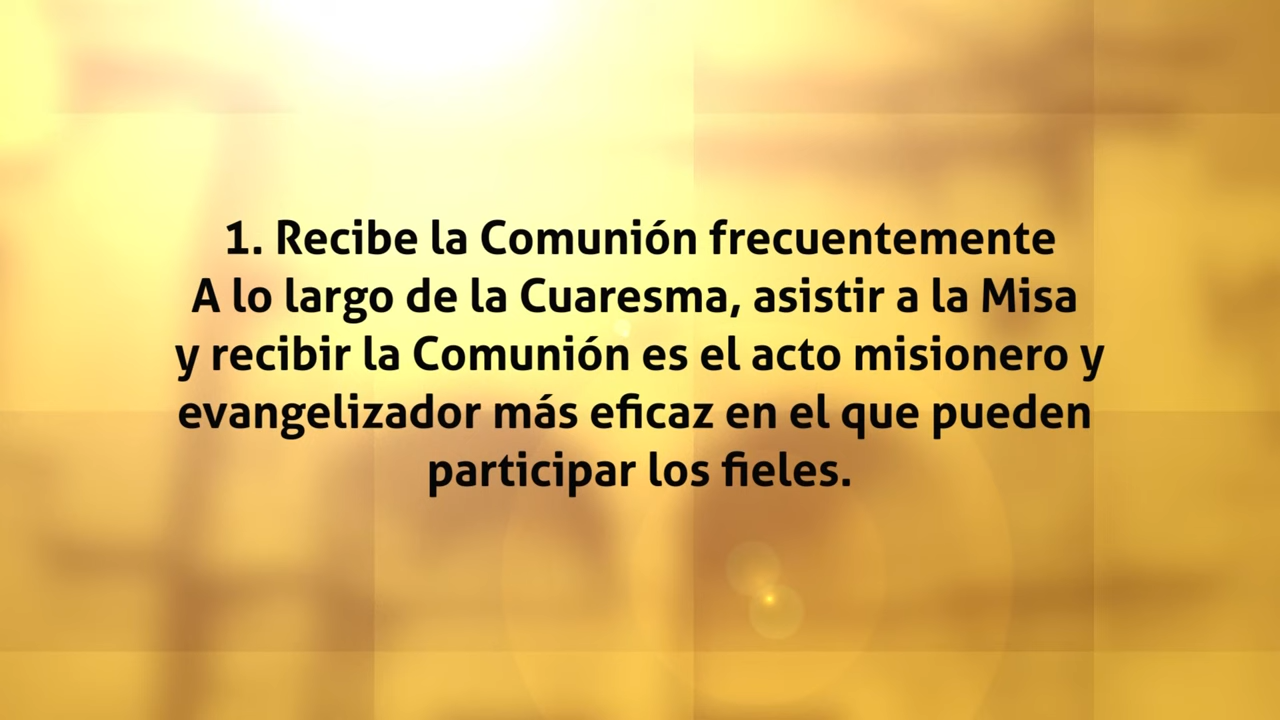 1. Recibe la Comunión frecuentemente
A lo largo de la Cuaresma, asistir a la Misa
y recibir la Comunión es el acto misionero y
evangelizador más eficaz en el que pueden
participar los fieles.